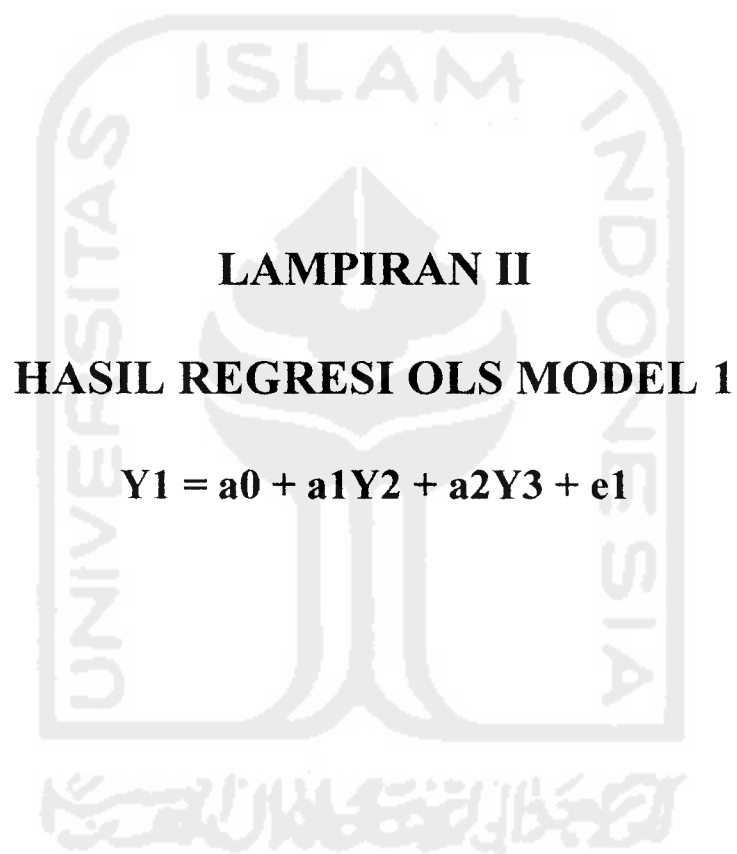 ISLAM
UNIVERSITAS
INDONESIA
LAMPIRAN II
HASIL REGRESI OLS MODEL 1
Y1 = a0 + a1Y2 + a2Y3 + e1